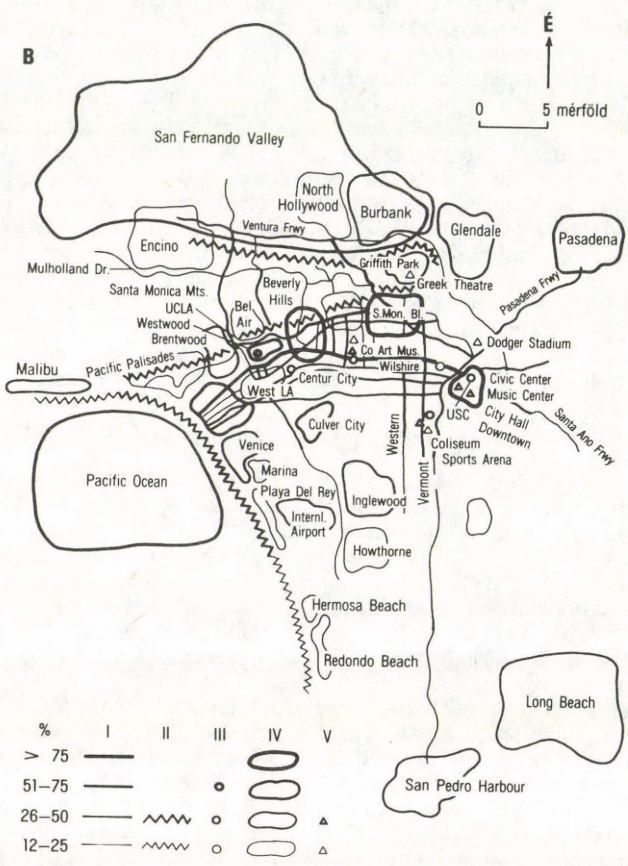 B
É
0 5 mérföld
San Fernando Valley
North
Hollywood
Burbank
Glendale
Pasadena
Ventura Frwy
Encino
Mulholland Dr.
Griffith Park
Greek Theatre
Pasadena Frwy
Santa Monica Mts.
UCLA
Westwood
Brentwood
Bel
Air
Beverly
Hills
S.Mon. Bl.
Dodger Stadium
Pacific Palisades
Malibu
Co Art Mus.
Wilshire
Centur City
West LA
Civic Center
Music Center
USC
City Hall
Downtown
Santa Ano Frwy
Culver City
Western
Vermont
Coliseum
Sports Arena
Venice
Marina
Pacific Ocean
Playa Del Rey
Internl.
Airport
Inglewood
Howthorne
Hermosa Beach
Redondo Beach
Long Beach
San Pedro Harbour
% I II III IV V
> 75
51–75
26–50
12–25